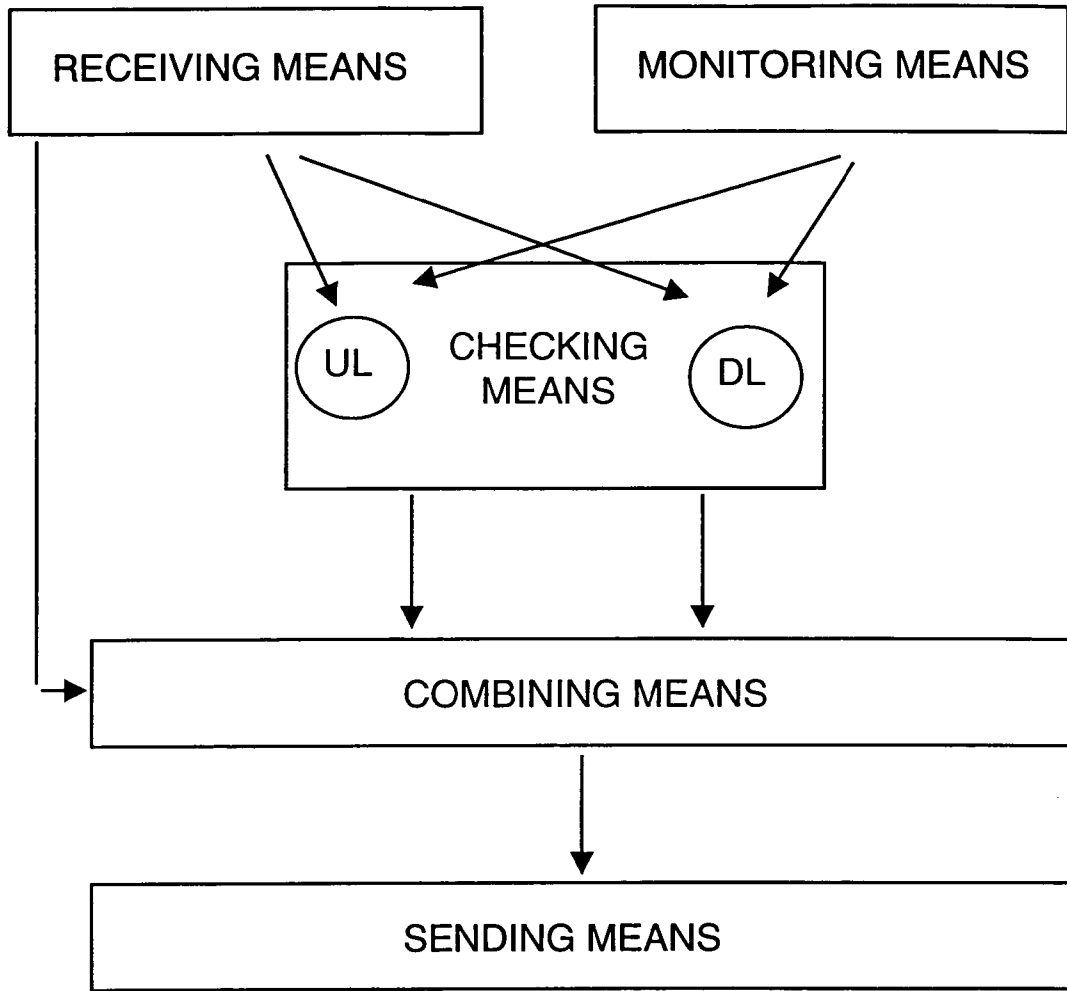 RECEIVING MEANS
MONITORING MEANS
UL
CHECKING
MEANS
DL
COMBINING MEANS
SENDING MEANS